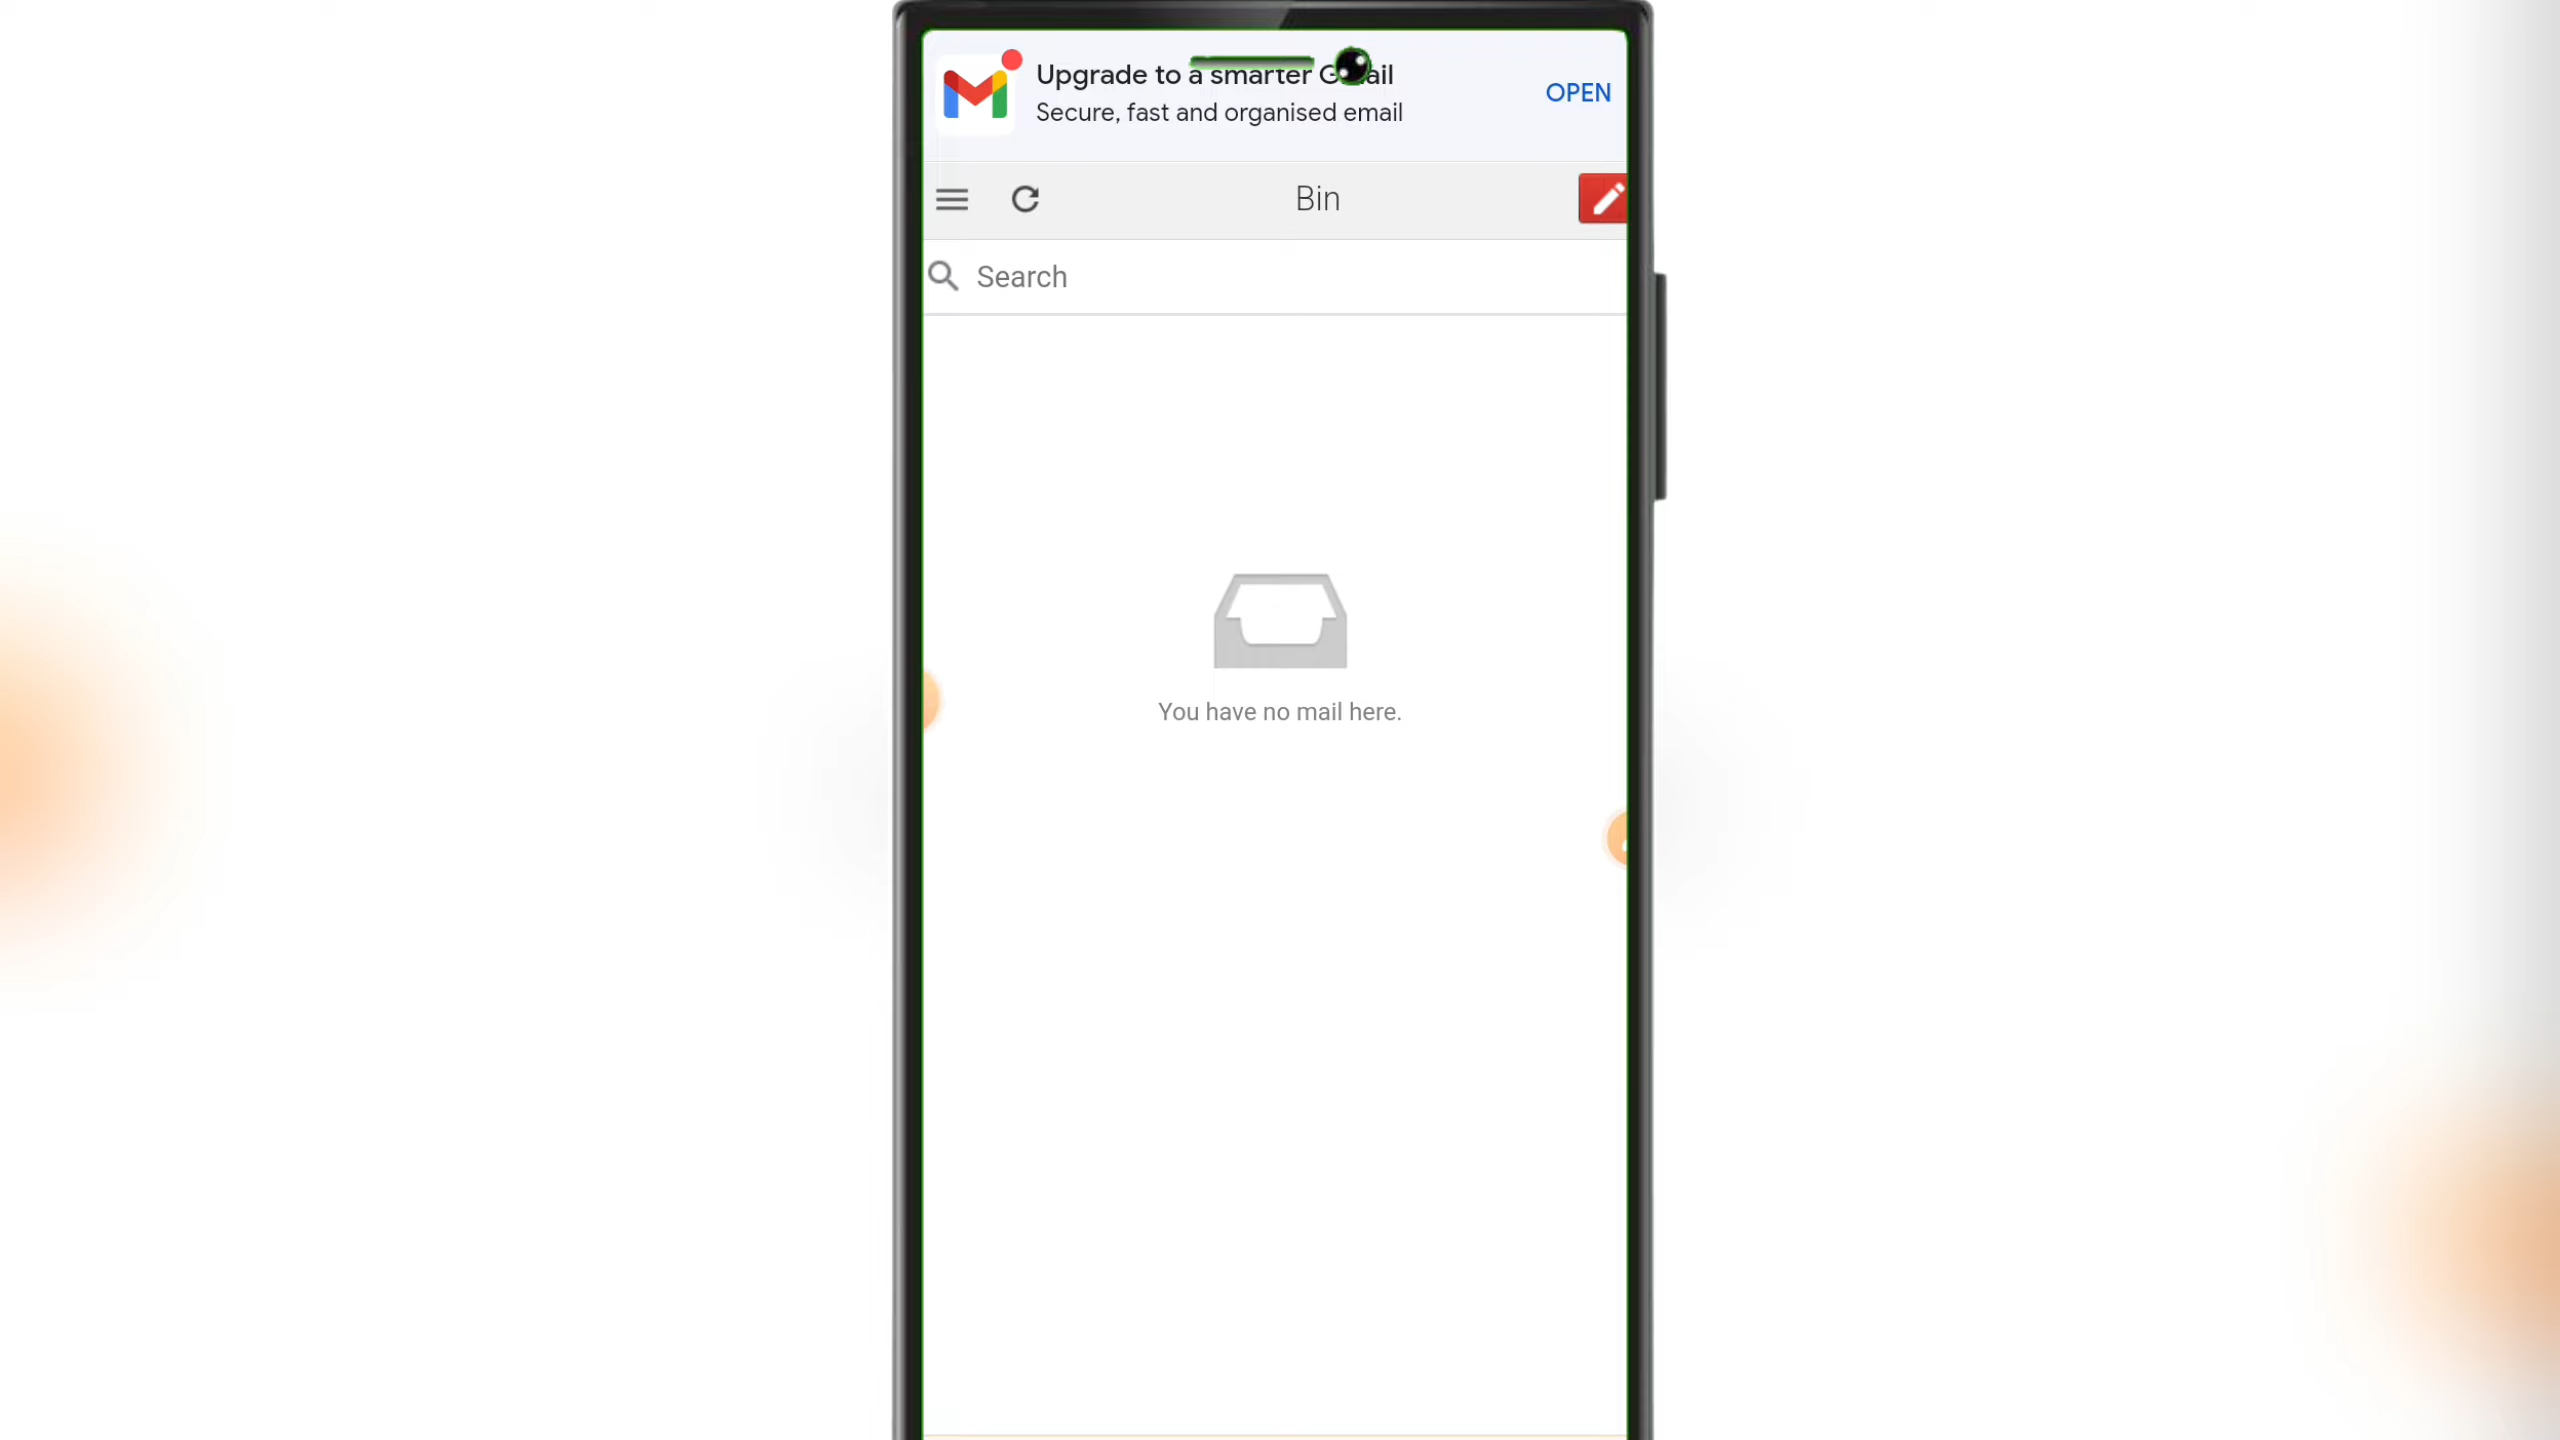 Upgrade to a smarter Gmail
Secure, fast and organised email
OPEN
Bin
Search
You have no mail here.